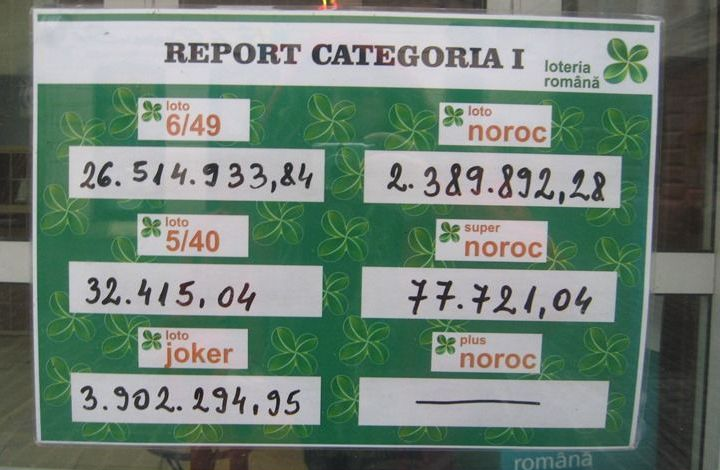 REPORT CATEGORIA I
loteria
română
loto
6/49
26.514.933,84
loto
noroc
2.389.892,28
loto
5/40
32.415,04
super
noroc
77.721,04
loto
joker
3.902.294,95
plus
noroc
română